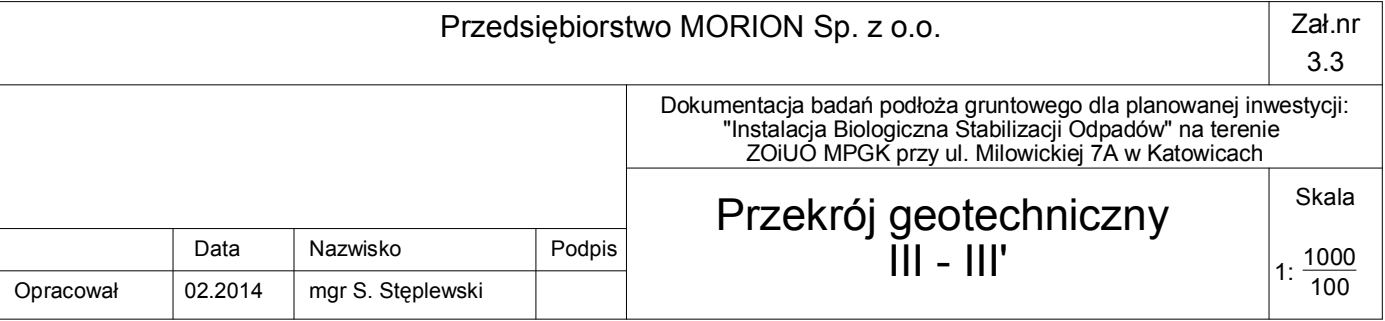 Przedsiębiorstwo MORION Sp. z o.o.
Zał.nr
3.3
Dokumentacja badań podłoża gruntowego dla planowanej inwestycji:
"Instalacja Biologiczna Stabilizacji Odpadów" na terenie
ZOiUO MPGK przy ul. Milowickiej 7A w Katowicach
Przekrój geotechniczny
III - III'
Skala
1: 1000
100
Data Nazwisko Podpis
Opracował 02.2014 mgr S. Stęplewski